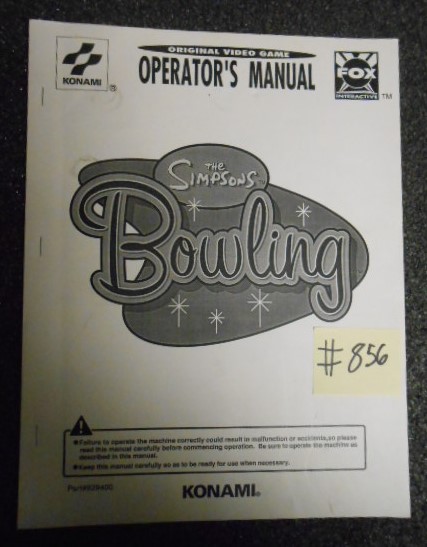 KONAMI ®
ORIGINAL VIDEO GAME
OPERATOR'S MANUAL
FOX
INTERACTIVE TM
THE
SIMPSONS
Bowling
#856
●Failure to operate the machine correctly could result in malfunction or accidents,so please
read this manual carefully before commencing operation. Be sure to operate the machine as
described in this manual.
●Keep this manual carefully so as to be ready for use when necessary.
KONAMI®